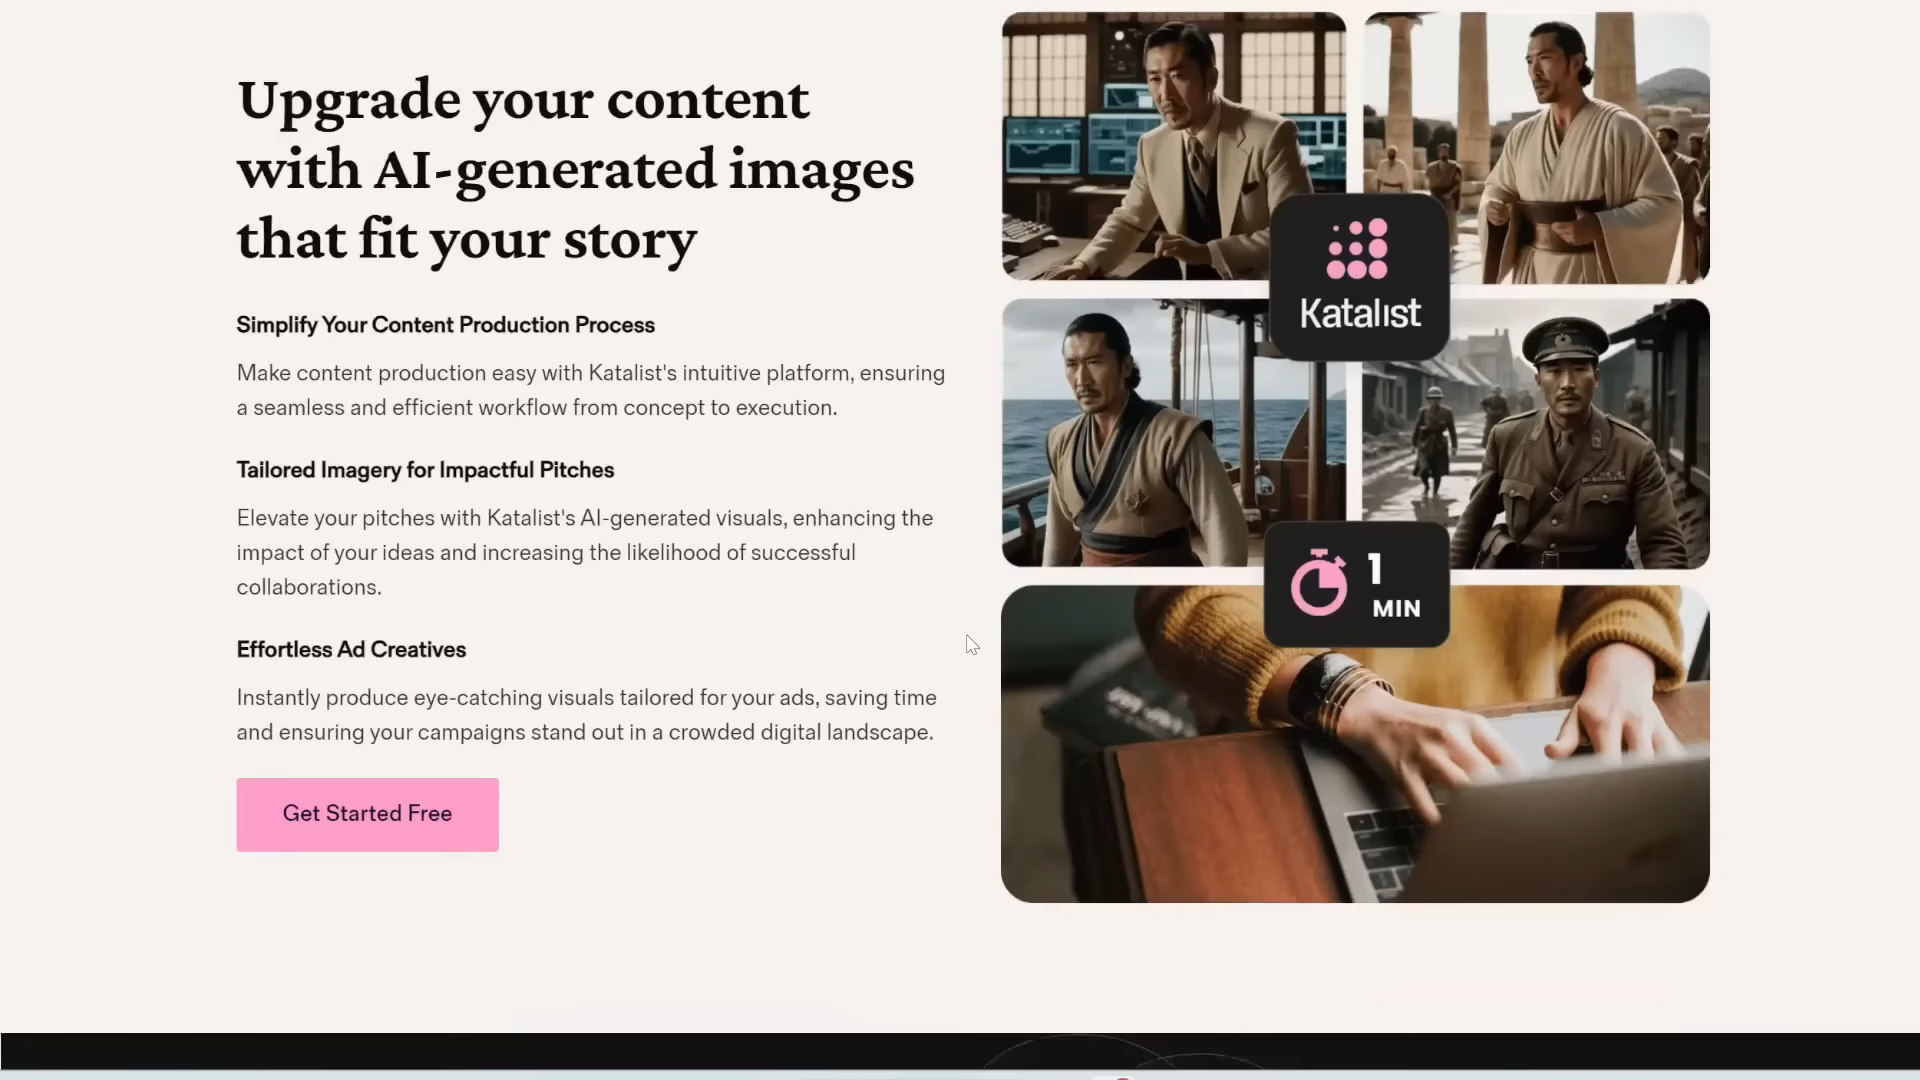 Upgrade your content
with AI-generated images
that fit your story
Simplify Your Content Production Process
Make content production easy with Katalist's intuitive platform, ensuring
a seamless and efficient workflow from concept to execution.
Tailored Imagery for Impactful Pitches
Elevate your pitches with Katalist's AI-generated visuals, enhancing the
impact of your ideas and increasing the likelihood of successful
collaborations.
Effortless Ad Creatives
Instantly produce eye-catching visuals tailored for your ads, saving time
and ensuring your campaigns stand out in a crowded digital landscape.
Get Started Free
Katalist
1
MIN